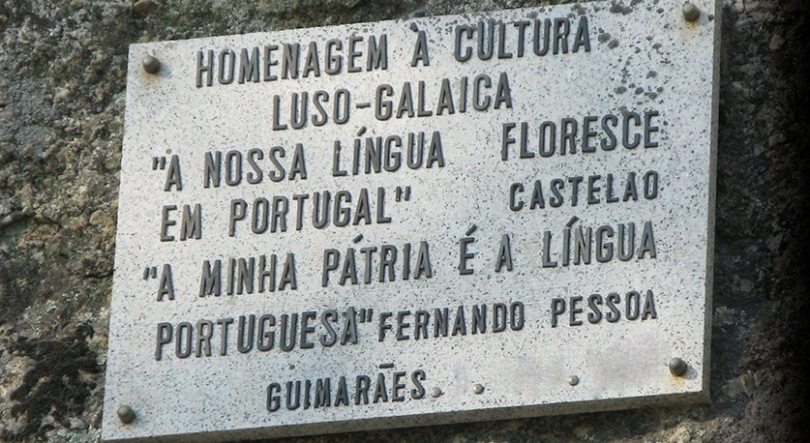 HOMENAGEM À CULTURA
LUSO-GALAICA
"A NOSSA LÍNGUA FLORESCE
EM PORTUGAL" CASTELAO
"A MINHA PÁTRIA É A LÍNGUA
PORTUGUESA" FERNANDO PESSOA
GUIMARÃES